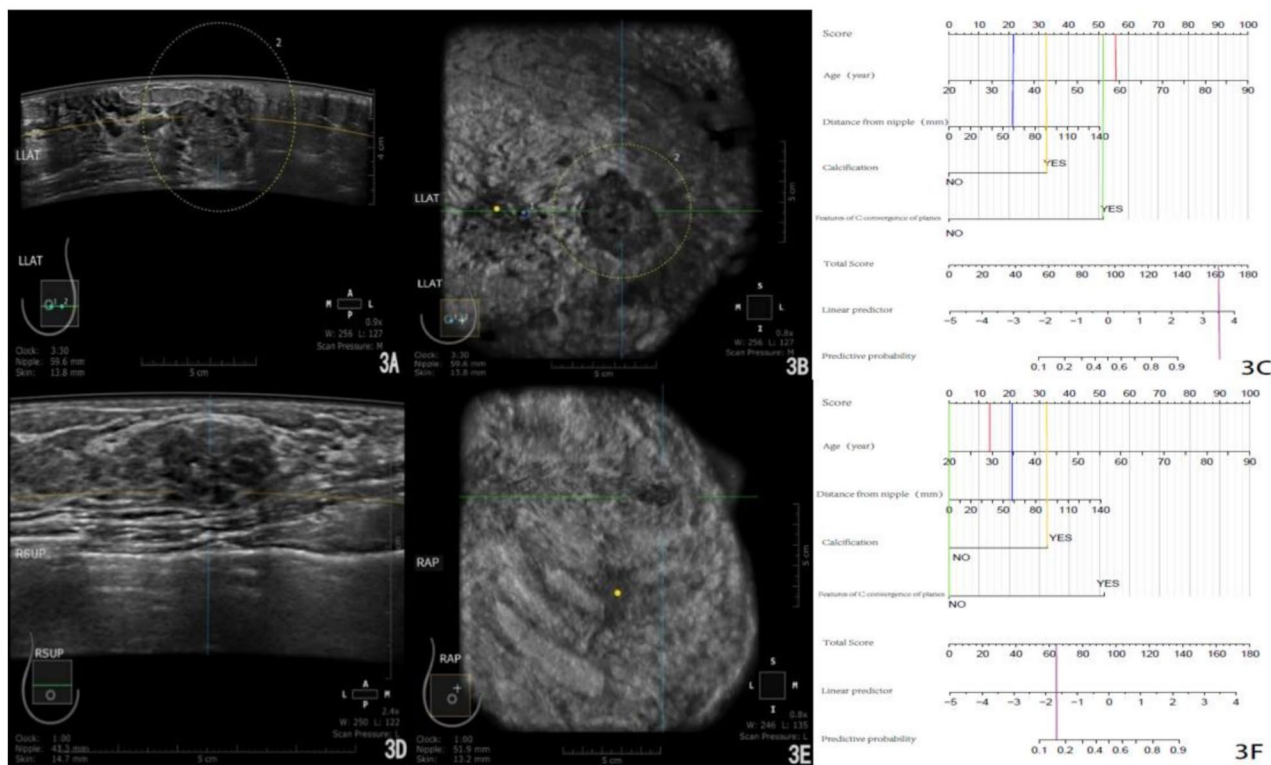 2
LLAT
4 cm
LLAT
1 2
A
M L
P
0.9x
W: 256 L: 127
Scan Pressure: M
Clock: 3:30
Nipple: 59.6 mm
Skin: 13.8 mm
5 cm
3A
2
LLAT
5 cm
LLAT
S
M L
I
0.8x
W: 256 L: 127
Scan Pressure: M
Clock: 3:30
Nipple: 59.6 mm
Skin: 13.8 mm
5 cm
3B
Score
0 10 20 30 40 50 60 70 80 90 100
Age (year)
20 30 40 50 60 70 80 90
Distance from nipple (mm)
0 20 50 80 110 140
Calcification
YES
NO
Features of C convergence of planes
YES
NO
Total Score
0 20 40 60 80 100 120 140 160 180
Linear predictor
-5 -4 -3 -2 -1 0 1 2 3 4
Predictive probability
0.1 0.2 0.4 0.6 0.8 0.9
3C
RSUP
RSUP
A
L M
P
2.4x
W: 250 L: 122
Scan Pressure: L
Clock: 1:00
Skin: 14.7 mm
5 cm
3D
RAP
5 cm
RAP
S
L M
I
0.8x
W: 246 L: 135
Scan Pressure: L
Clock: 1:00
Nipple: 51.9 mm
Skin: 13.2 mm
5 cm
3E
Score
0 10 20 30 40 50 60 70 80 90 100
Age (year)
20 30 40 50 60 70 80 90
Distance from nipple (mm)
0 20 50 80 110 140
Calcification
YES
NO
Features of C convergence of planes
YES
NO
Total Score
0 20 40 60 80 100 120 140 160 180
Linear predictor
-5 -4 -3 -2 -1 0 1 2 3 4
Predictive probability
0.1 0.2 0.4 0.6 0.8 0.9
3F